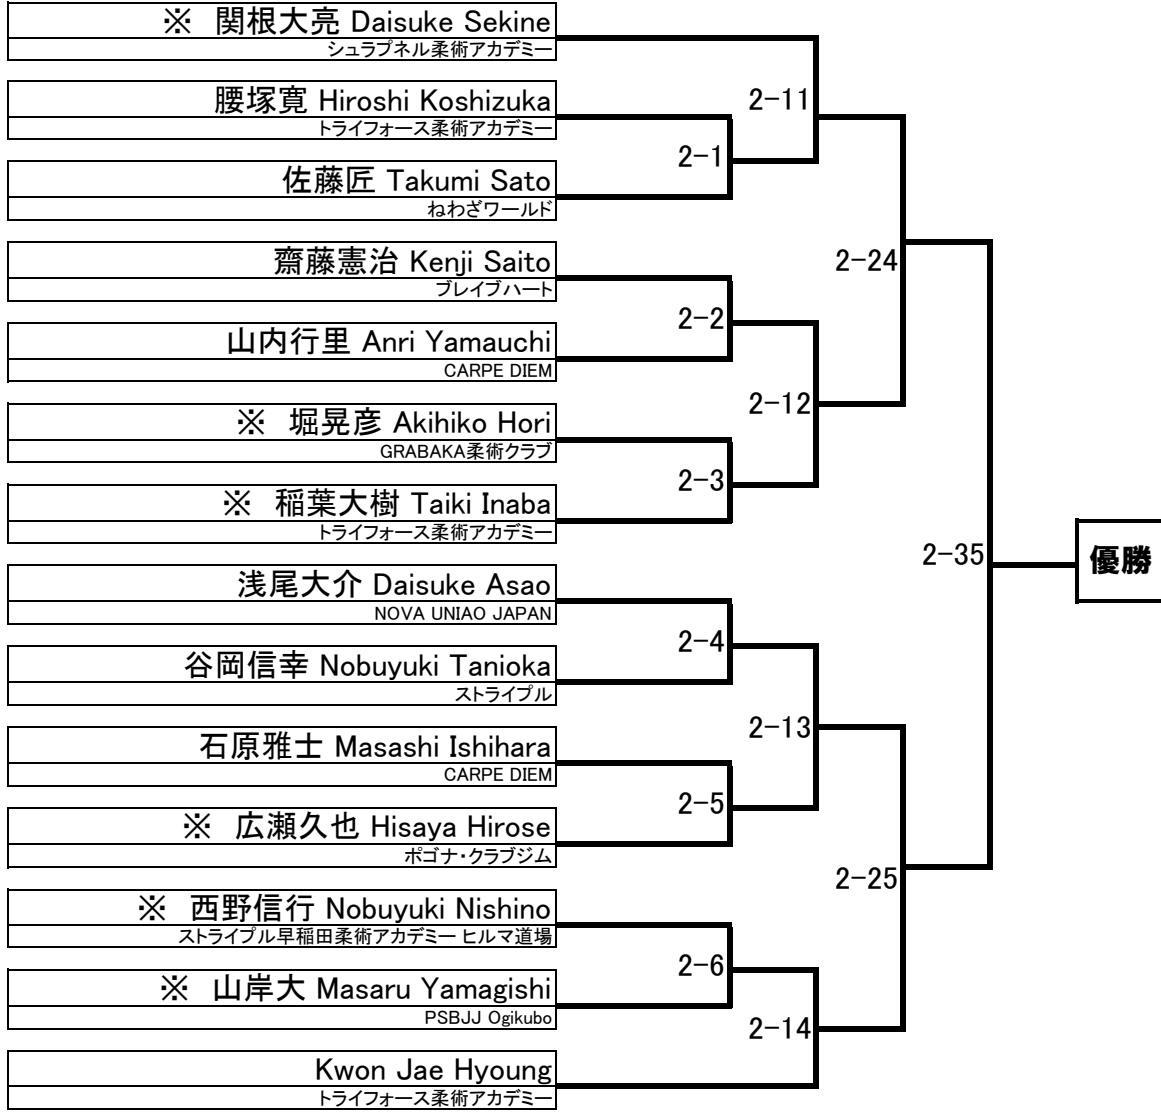 ※ 関根大亮 Daisuke Sekine
シュラプネル柔術アカデミー
2-11
腰塚寛 Hiroshi Koshizuka
トライフォース柔術アカデミー
2-1
佐藤匠 Takumi Sato
ねわざワールド
2-24
齋藤憲治 Kenji Saito
ブレイブハート
2-2
山内行里 Anri Yamauchi
CARPE DIEM
2-12
※ 堀晃彦 Akihiko Hori
GRABAKA柔術クラブ
2-3
※ 稲葉大樹 Taiki Inaba
トライフォース柔術アカデミー
2-35
優勝
浅尾大介 Daisuke Asao
NOVA UNIAO JAPAN
2-4
谷岡信幸 Nobuyuki Tanioka
ストライプル
2-13
石原雅士 Masashi Ishihara
CARPE DIEM
2-5
※ 広瀬久也 Hisaya Hirose
ポゴナ・クラブジム
2-25
※ 西野信行 Nobuyuki Nishino
ストライプル早稲田柔術アカデミー ヒルマ道場
2-6
※ 山岸大 Masaru Yamagishi
PSBJJ Ogikubo
2-14
Kwon Jae Hyoung
トライフォース柔術アカデミー